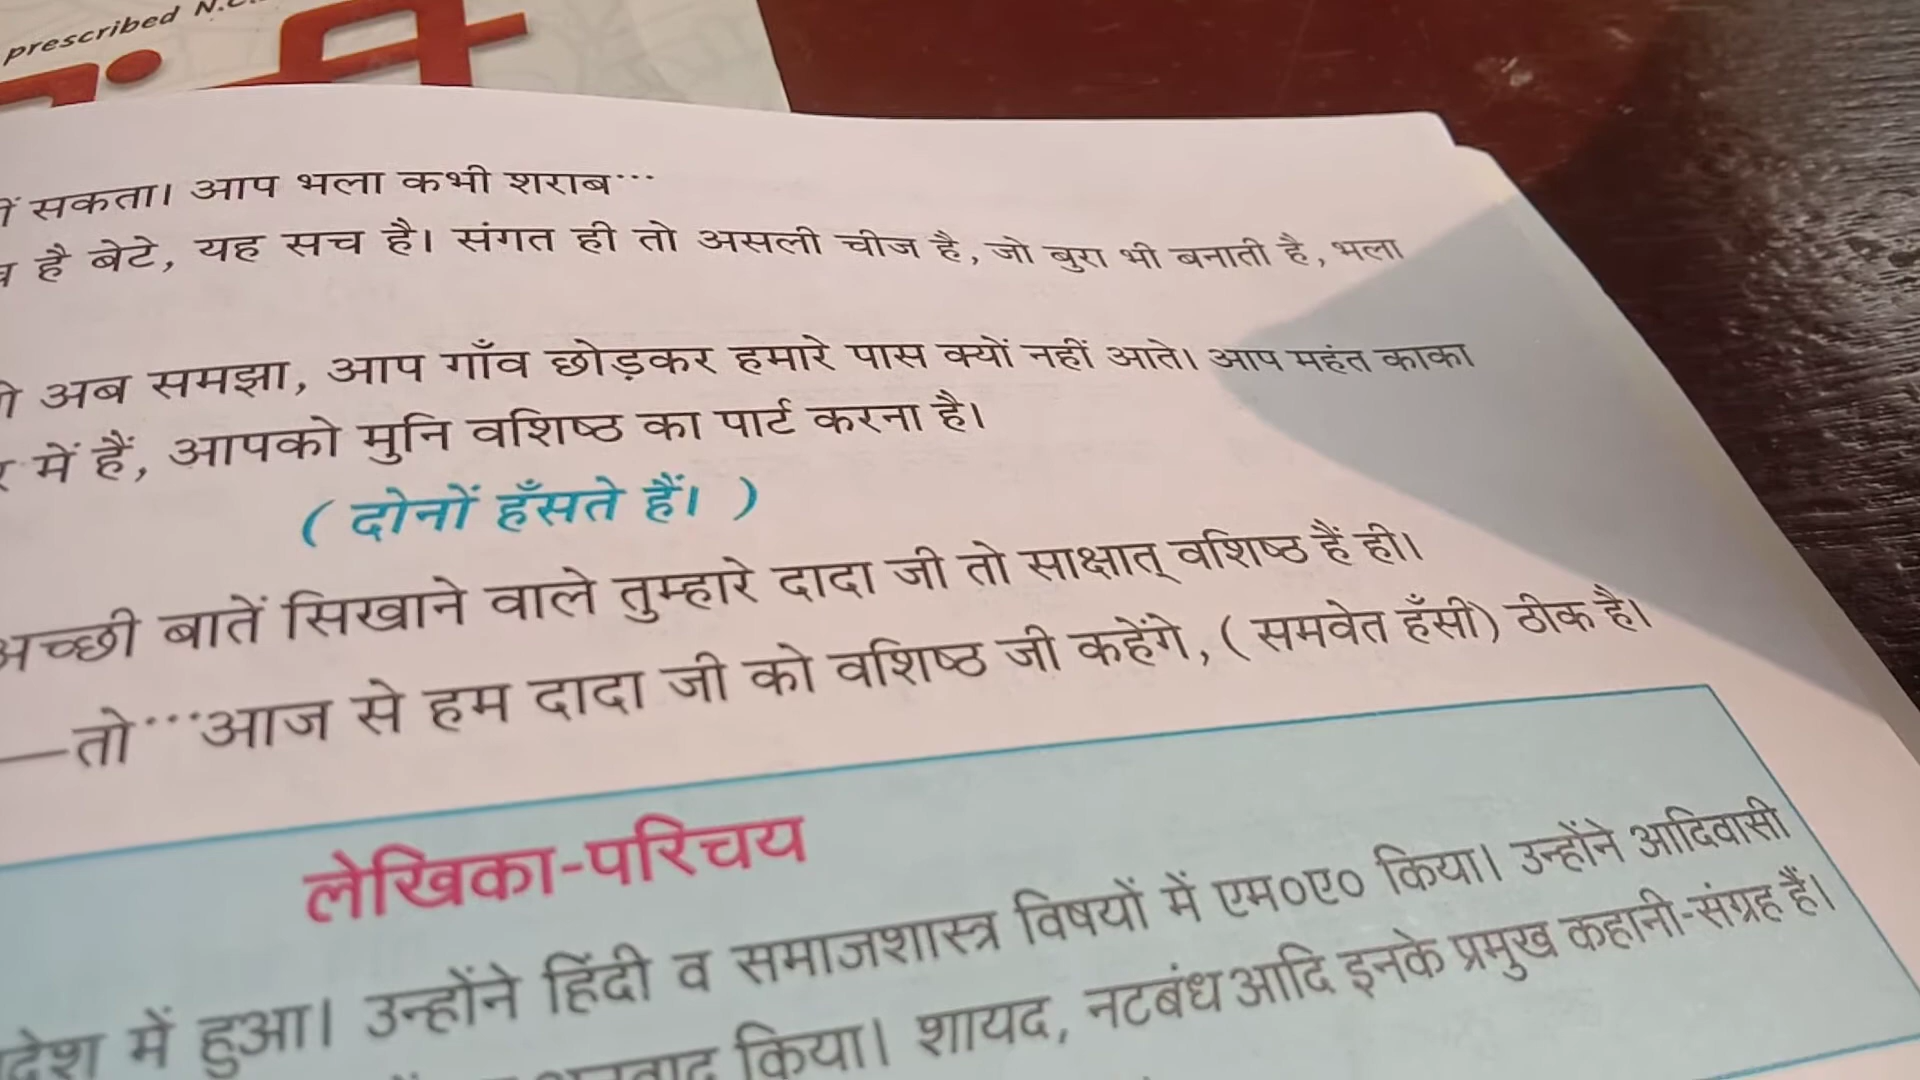 prescribed
सकता। आप भला कभी शराब...
है बेटे, यह सच है। संगत ही तो असली चीज है, जो बुरा भी बनाती है, भला
अब समझा, आप गाँव छोड़कर हमारे पास क्यों नहीं आते। आप महंत काका
में हैं, आपको मुनि वशिष्ठ का पार्ट करना है।
( दोनों हँसते हैं। )
अच्छी बातें सिखाने वाले तुम्हारे दादा जी तो साक्षात् वशिष्ठ हैं ही।
—तो...आज से हम दादा जी को वशिष्ठ जी कहेंगे, ( समवेत हँसी) ठीक है।
लेखिका-परिचय
में हुआ। उन्होंने हिंदी व समाजशास्त्र विषयों में एम०ए० किया। उन्होंने आदिवासी
किया। शायद, नटबंध आदि इनके प्रमुख कहानी-संग्रह हैं।